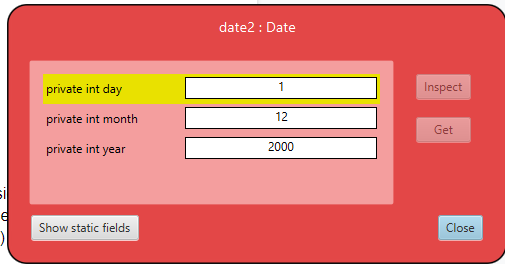 date2 : Date
private int day 1
Inspect
private int month 12
Get
private int year 2000
si
e
)
Show static fields
Close